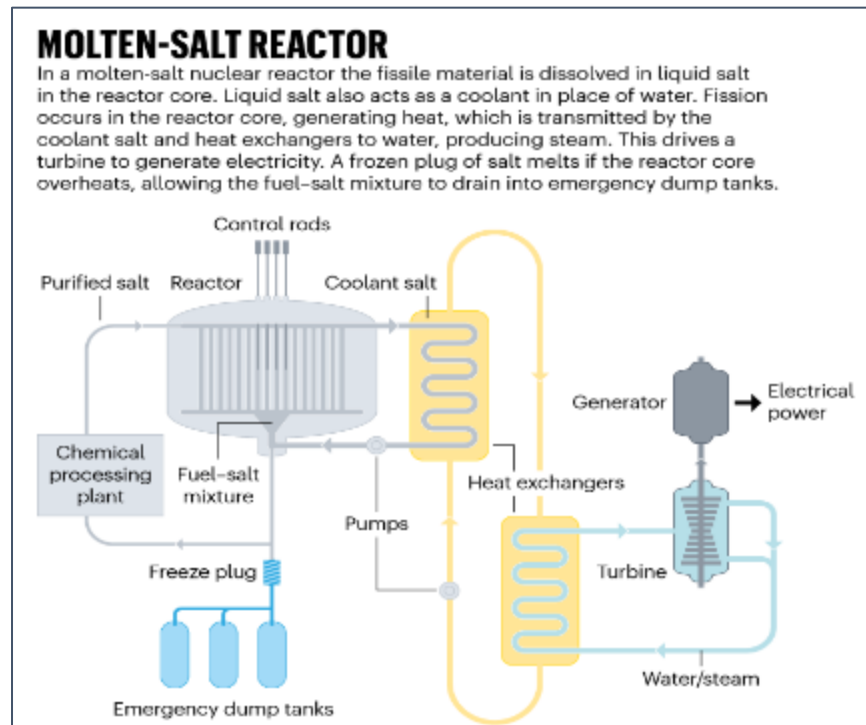 MOLTEN-SALT REACTOR
In a molten-salt nuclear reactor the fissile material is dissolved in liquid salt
in the reactor core. Liquid salt also acts as a coolant in place of water. Fission
occurs in the reactor core, generating heat, which is transmitted by the
coolant salt and heat exchangers to water, producing steam. This drives a
turbine to generate electricity. A frozen plug of salt melts if the reactor core
overheats, allowing the fuel–salt mixture to drain into emergency dump tanks.
Control rods
Purified salt
Reactor
Coolant salt
Generator
Electrical
power
Chemical
processing
plant
Fuel–salt
mixture
Heat exchangers
Pumps
Freeze plug
Turbine
Water/steam
Emergency dump tanks